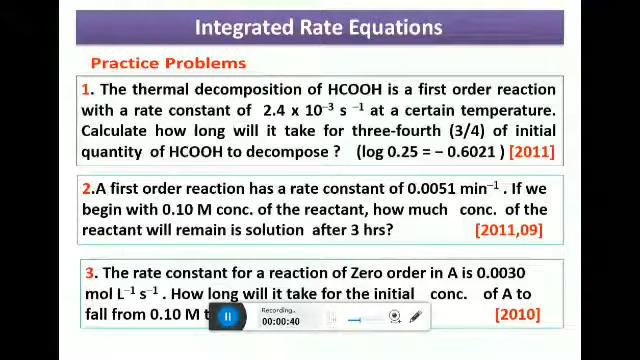 Integrated Rate Equations
Practice Problems
1. The thermal decomposition of HCOOH is a first order reaction
with a rate constant of 2.4 x 10⁻³ s ⁻¹ at a certain temperature.
Calculate how long will it take for three-fourth (3/4) of initial
quantity of HCOOH to decompose ? (log 0.25 = – 0.6021 ) [2011]
2.A first order reaction has a rate constant of 0.0051 min⁻¹ . If we
begin with 0.10 M conc. of the reactant, how much conc. of the
reactant will remain is solution after 3 hrs? [2011,09]
3. The rate constant for a reaction of Zero order in A is 0.0030
mol L⁻¹ s⁻¹ . How long will it take for the initial conc. of A to
fall from 0.10 M [2010]
Recording...
00:00:40